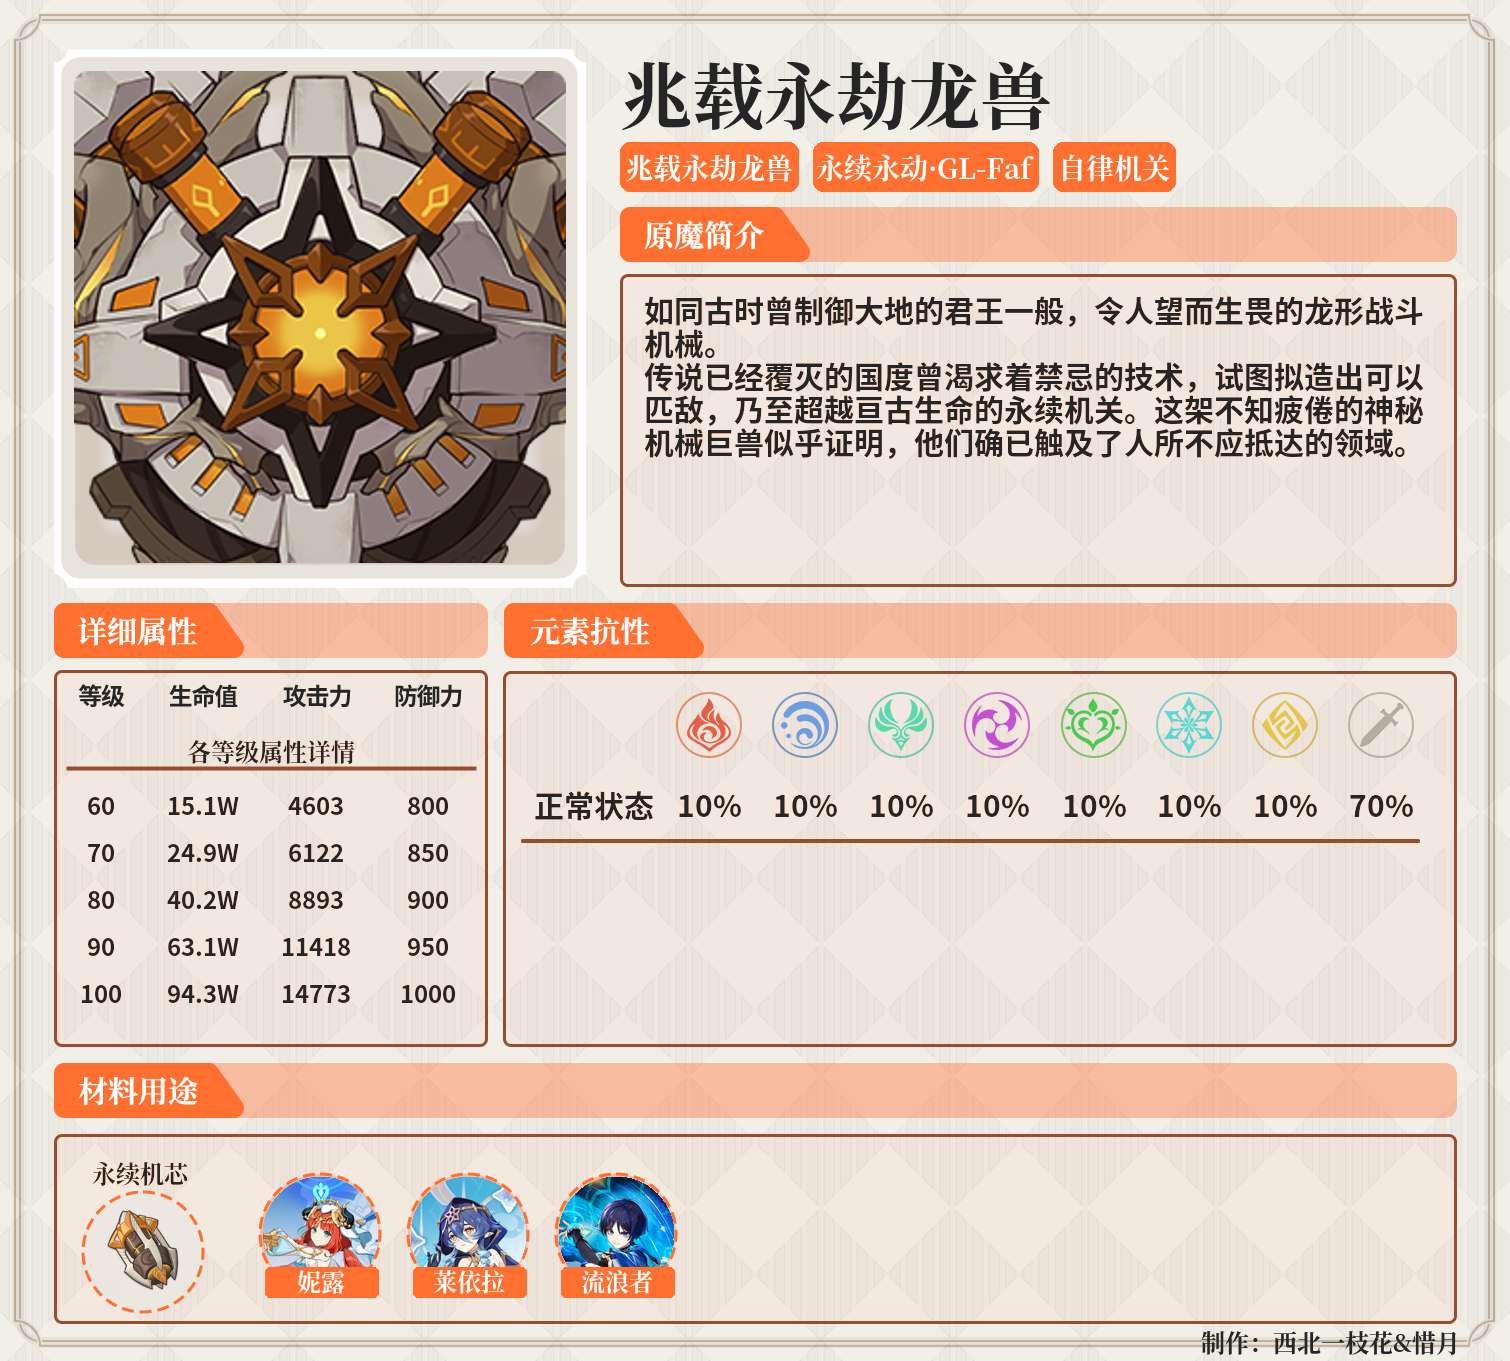 兆载永劫龙兽
兆载永劫龙兽 永续永动·GL-Faf 自律机关
原魔简介
如同古时曾制御大地的君王一般，令人望而生畏的龙形战斗
机械。
传说已经覆灭的国度曾渴求着禁忌的技术，试图拟造出可以
匹敌，乃至超越亘古生命的永续机关。这架不知疲倦的神秘
机械巨兽似乎证明，他们确已触及了人所不应抵达的领域。
详细属性
等级 生命值 攻击力 防御力
各等级属性详情
60 15.1W 4603 800
70 24.9W 6122 850
80 40.2W 8893 900
90 63.1W 11418 950
100 94.3W 14773 1000
元素抗性
正常状态 10% 10% 10% 10% 10% 10% 10% 70%
材料用途
永续机芯
妮露 莱依拉 流浪者
制作：西北一枝花&惜月